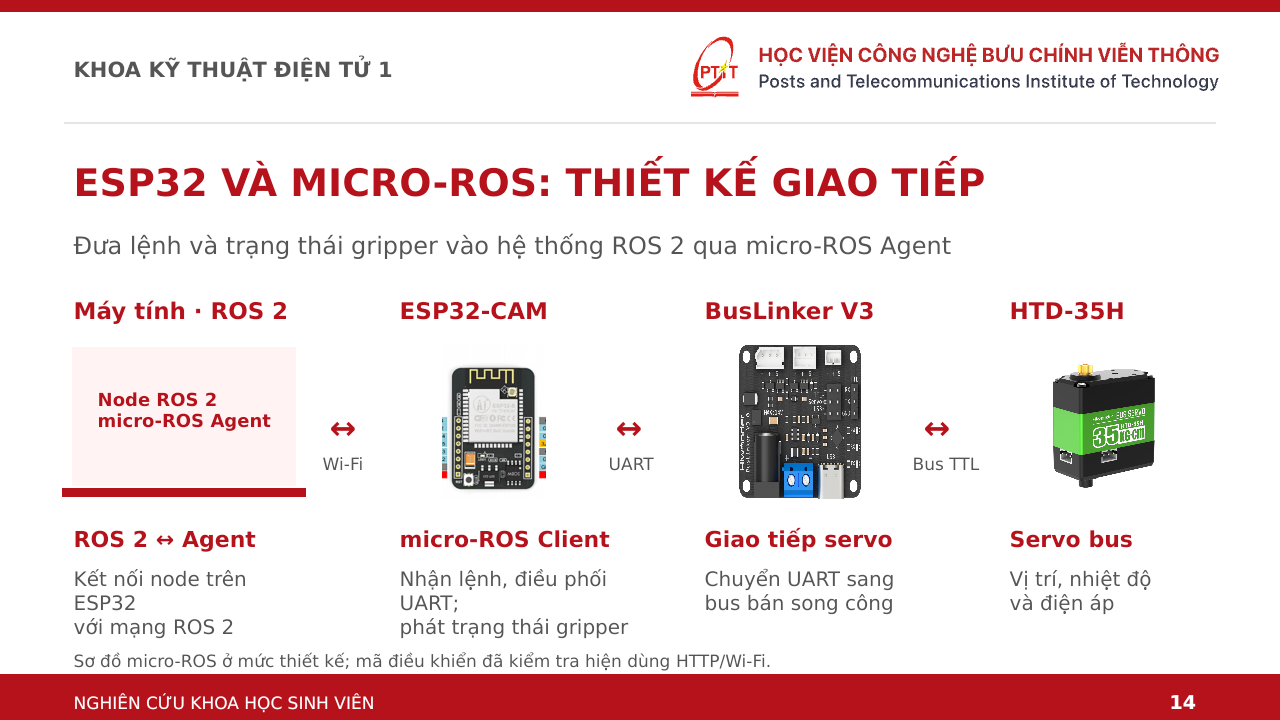 KHOA KỸ THUẬT ĐIỆN TỬ 1
PTIT
HỌC VIỆN CÔNG NGHỆ BƯU CHÍNH VIỄN THÔNG
Posts and Telecommunications Institute of Technology
ESP32 VÀ MICRO-ROS: THIẾT KẾ GIAO TIẾP
Đưa lệnh và trạng thái gripper vào hệ thống ROS 2 qua micro-ROS Agent
Máy tính · ROS 2
ESP32-CAM
BusLinker V3
HTD-35H
Node ROS 2
micro-ROS Agent
↔
Wi-Fi
↔
UART
↔
Bus TTL
ROS 2 ↔ Agent
Kết nối node trên
ESP32
với mạng ROS 2
micro-ROS Client
Nhận lệnh, điều phối
UART;
phát trạng thái gripper
Giao tiếp servo
Chuyển UART sang
bus bán song công
Servo bus
Vị trí, nhiệt độ
và điện áp
Sơ đồ micro-ROS ở mức thiết kế; mã điều khiển đã kiểm tra hiện dùng HTTP/Wi-Fi.
NGHIÊN CỨU KHOA HỌC SINH VIÊN
14